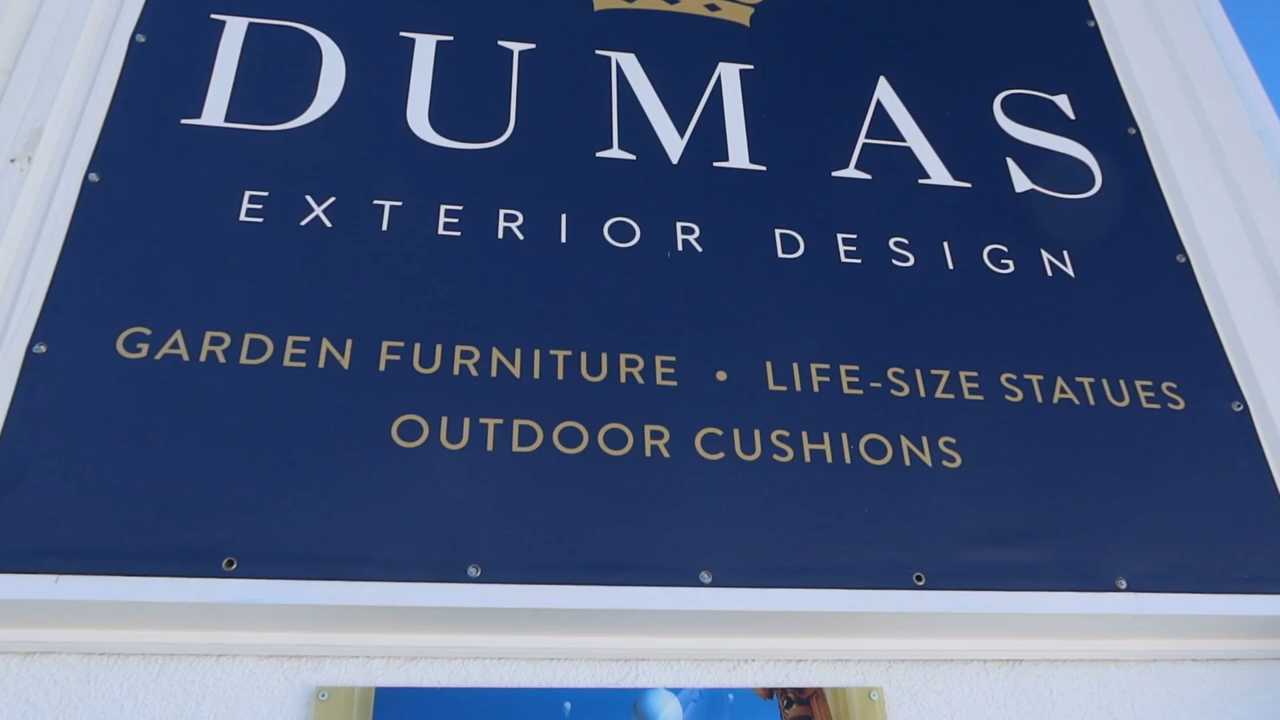 DUMAS
EXTERIOR DESIGN
GARDEN FURNITURE • LIFE-SIZE STATUES
OUTDOOR CUSHIONS